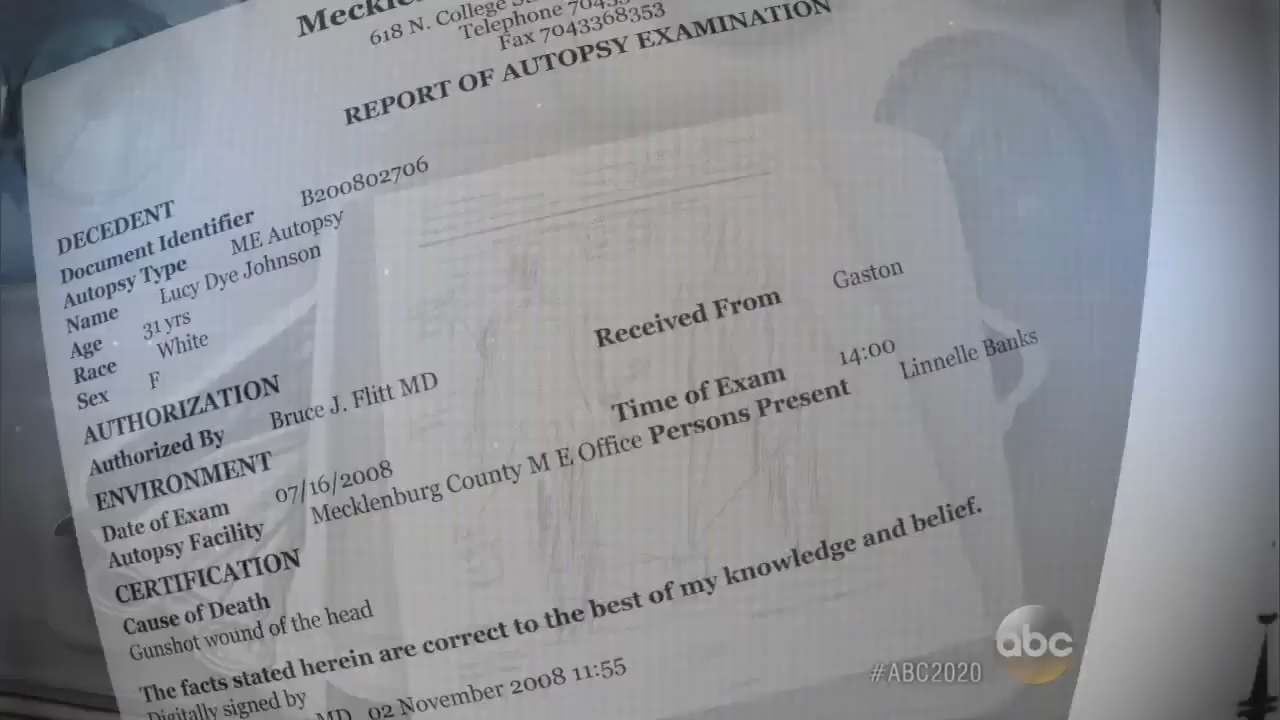 618 N. College
Telephone
Fax 7043368353
REPORT OF AUTOPSY EXAMINATION
DECEDENT
Document Identifier B200802706
Autopsy Type ME Autopsy
Name Lucy Dye Johnson
Age 31 yrs
Race White
Sex F
Received From Gaston
AUTHORIZATION
Authorized By Bruce J. Flitt MD
ENVIRONMENT
Date of Exam 07/16/2008 Time of Exam 14:00
Autopsy Facility Mecklenburg County M E Office Persons Present Linnelle Banks
CERTIFICATION
Cause of Death
Gunshot wound of the head
The facts stated herein are correct to the best of my knowledge and belief.
Digitally signed by
MD 02 November 2008 11:55
abc
#ABC2020